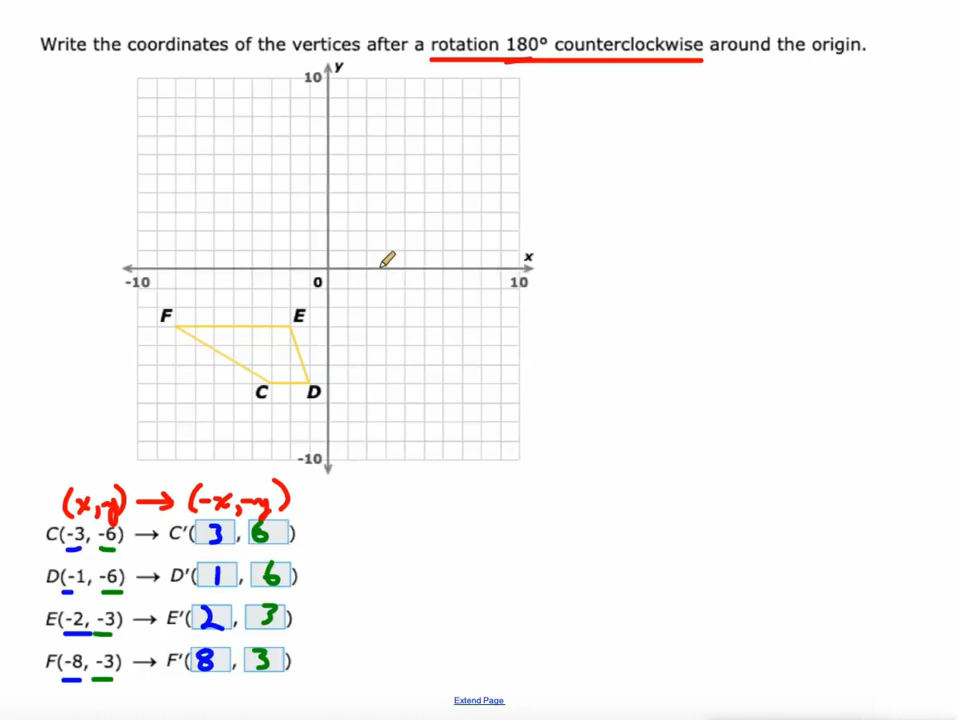 Write the coordinates of the vertices after a rotation 180° counterclockwise around the origin.
y
10
x
-10 0 10
F E
C D
-10
(x,y) → (-x,-y)
C(-3, -6) → C′( 3 , 6 )
D(-1, -6) → D′( 1 , 6 )
E(-2, -3) → E′( 2 , 3 )
F(-8, -3) → F′( 8 , 3 )
Extend Page